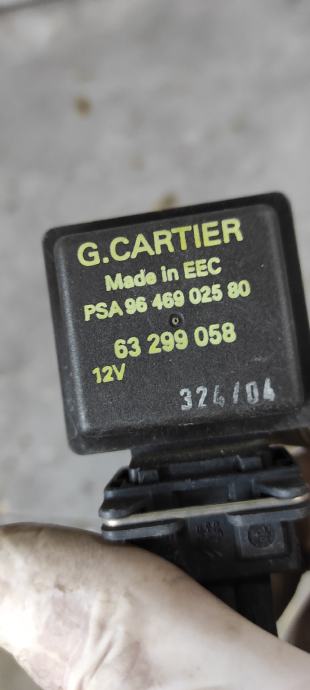 G.CARTIER
Made in EEC
PSA 96 469 025 80
63 299 058
12V
324/04